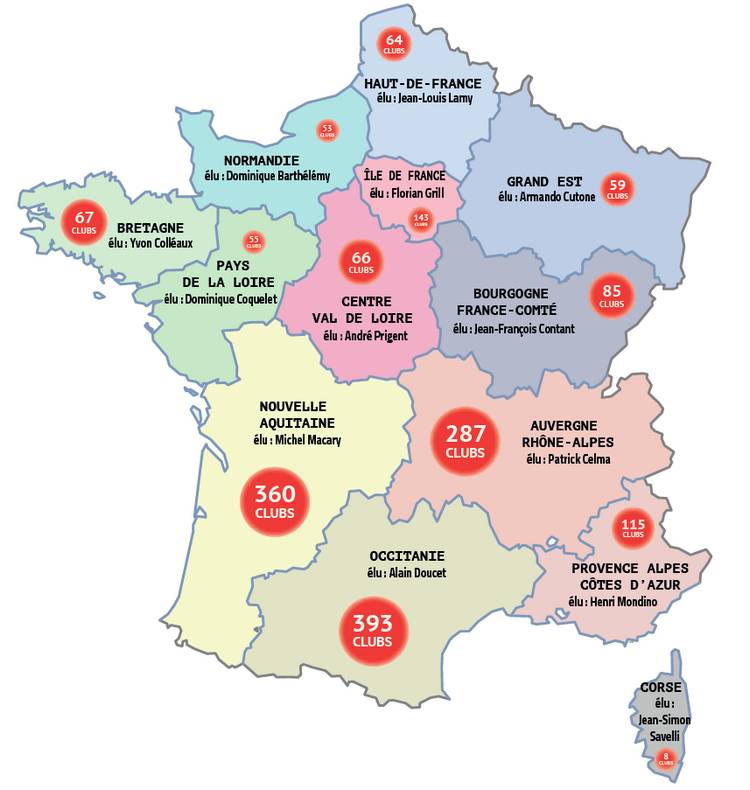 64
CLUBS
HAUT-DE-FRANCE
élu : Jean-Louis Lamy
53
CLUBS
NORMANDIE
élu : Dominique Barthélémy
ÎLE DE FRANCE
élu : Florian Grill
143
CLUBS
GRAND EST
élu : Armando Cutone
59
CLUBS
67
CLUBS
BRETAGNE
élu : Yvon Colléaux
55
CLUBS
PAYS
DE LA LOIRE
élu : Dominique Coquelet
66
CLUBS
CENTRE
VAL DE LOIRE
élu : André Prigent
BOURGOGNE
FRANCE-COMTÉ
élu : Jean-François Contant
85
CLUBS
NOUVELLE
AQUITAINE
élu : Michel Macary
360
CLUBS
287
CLUBS
AUVERGNE
RHÔNE-ALPES
élu : Patrick Celma
OCCITANIE
élu : Alain Doucet
393
CLUBS
115
CLUBS
PROVENCE ALPES
CÔTES D'AZUR
élu : Henri Mondino
CORSE
élu :
Jean-Simon
Savelli
8
CLUBS